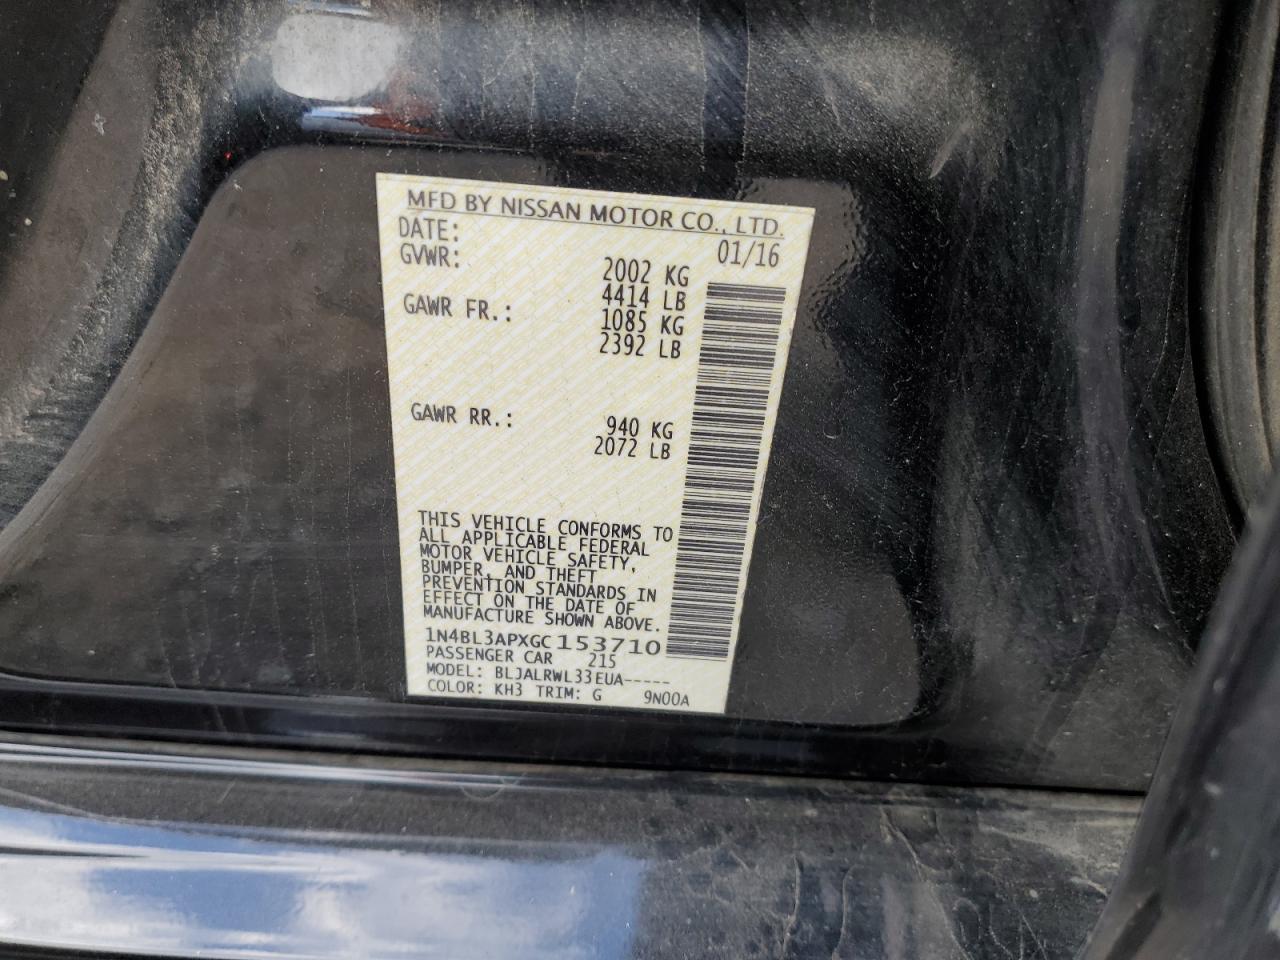 MFD BY NISSAN MOTOR CO., LTD.
DATE: 01/16
GVWR: 2002 KG
4414 LB
GAWR FR.: 1085 KG
2392 LB
GAWR RR.: 940 KG
2072 LB
THIS VEHICLE CONFORMS TO
ALL APPLICABLE FEDERAL
MOTOR VEHICLE SAFETY,
BUMPER, AND THEFT
PREVENTION STANDARDS IN
EFFECT ON THE DATE OF
MANUFACTURE SHOWN ABOVE.
1N4BL3APXGC153710
PASSENGER CAR 215
MODEL: BLJALRWL33EUA-----
COLOR: KH3 TRIM: G 9N00A